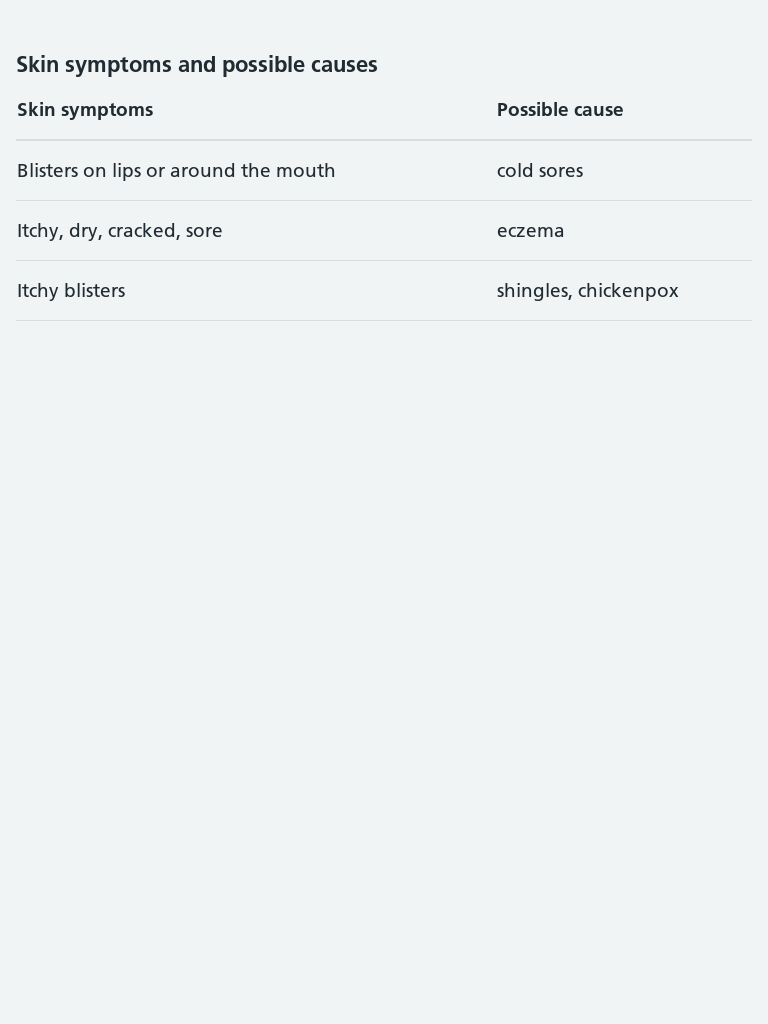 Skin symptoms and possible causes
Skin symptoms Possible cause
Blisters on lips or around the mouth cold sores
Itchy, dry, cracked, sore eczema
Itchy blisters shingles, chickenpox